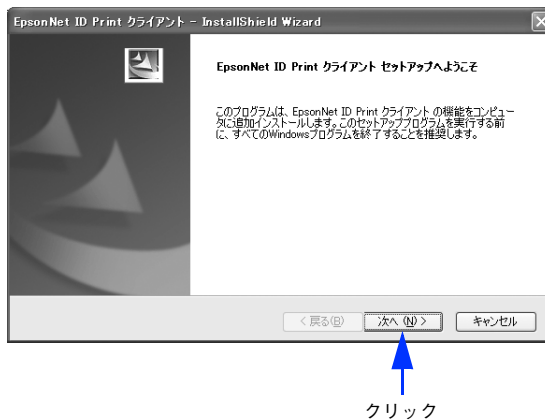 EpsonNet ID Print クライアント - InstallShield Wizard
EpsonNet ID Print クライアント セットアップへようこそ
このプログラムは、EpsonNet ID Print クライアント の機能をコンピュー
タに追加インストールします。このセットアッププログラムを実行する前
に、すべてのWindowsプログラムを終了することを推奨します。
< 戻る(B)
次へ (N) >
キャンセル
クリック